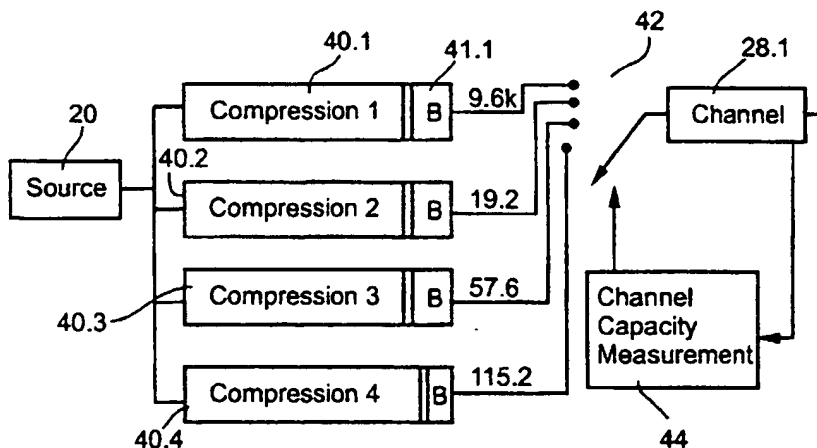 40.1
41.1
42
28.1
Compression 1
B
9.6k
Channel
20
Source
40.2
Compression 2
B
19.2
40.3
Compression 3
B
57.6
Channel
Capacity
Measurement
40.4
Compression 4
B
115.2
44